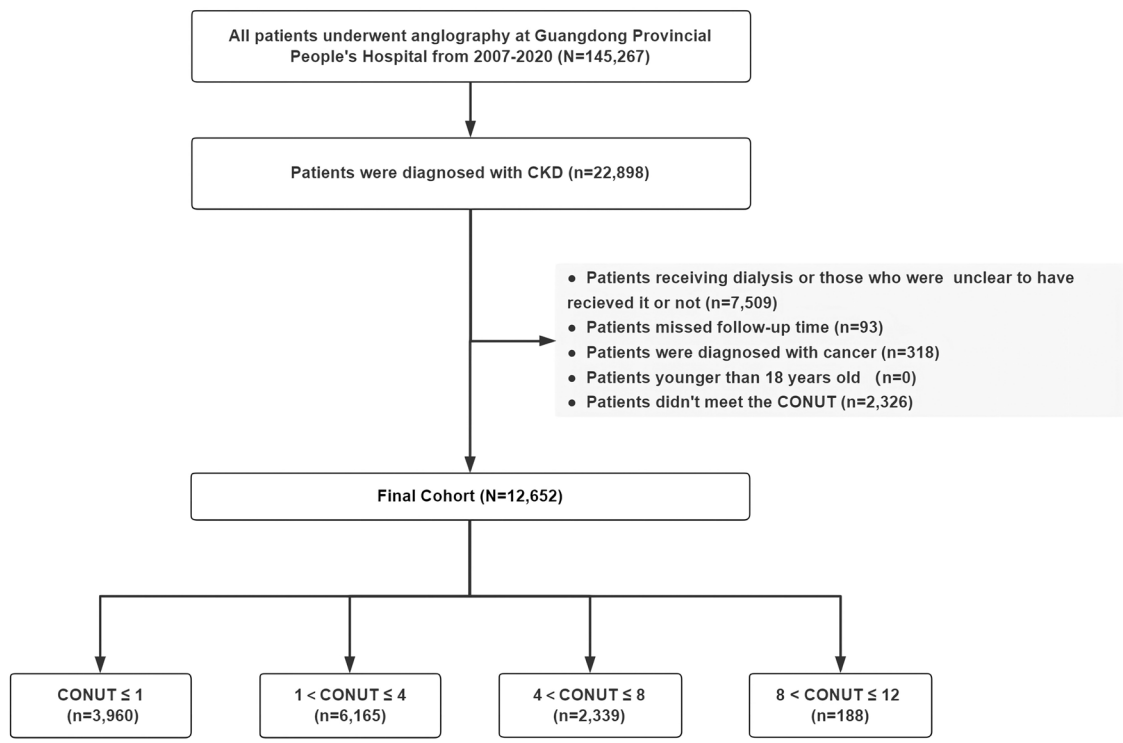 All patients underwent anglography at Guangdong Provincial
People's Hospital from 2007-2020 (N=145,267)
Patients were diagnosed with CKD (n=22,898)
● Patients receiving dialysis or those who were unclear to have
recieved it or not (n=7,509)
● Patients missed follow-up time (n=93)
● Patients were diagnosed with cancer (n=318)
● Patients younger than 18 years old （n=0)
● Patients didn't meet the CONUT (n=2,326)
Final Cohort (N=12,652)
CONUT ≤ 1
(n=3,960)
1 < CONUT ≤ 4
(n=6,165)
4 < CONUT ≤ 8
(n=2,339)
8 < CONUT ≤ 12
(n=188)